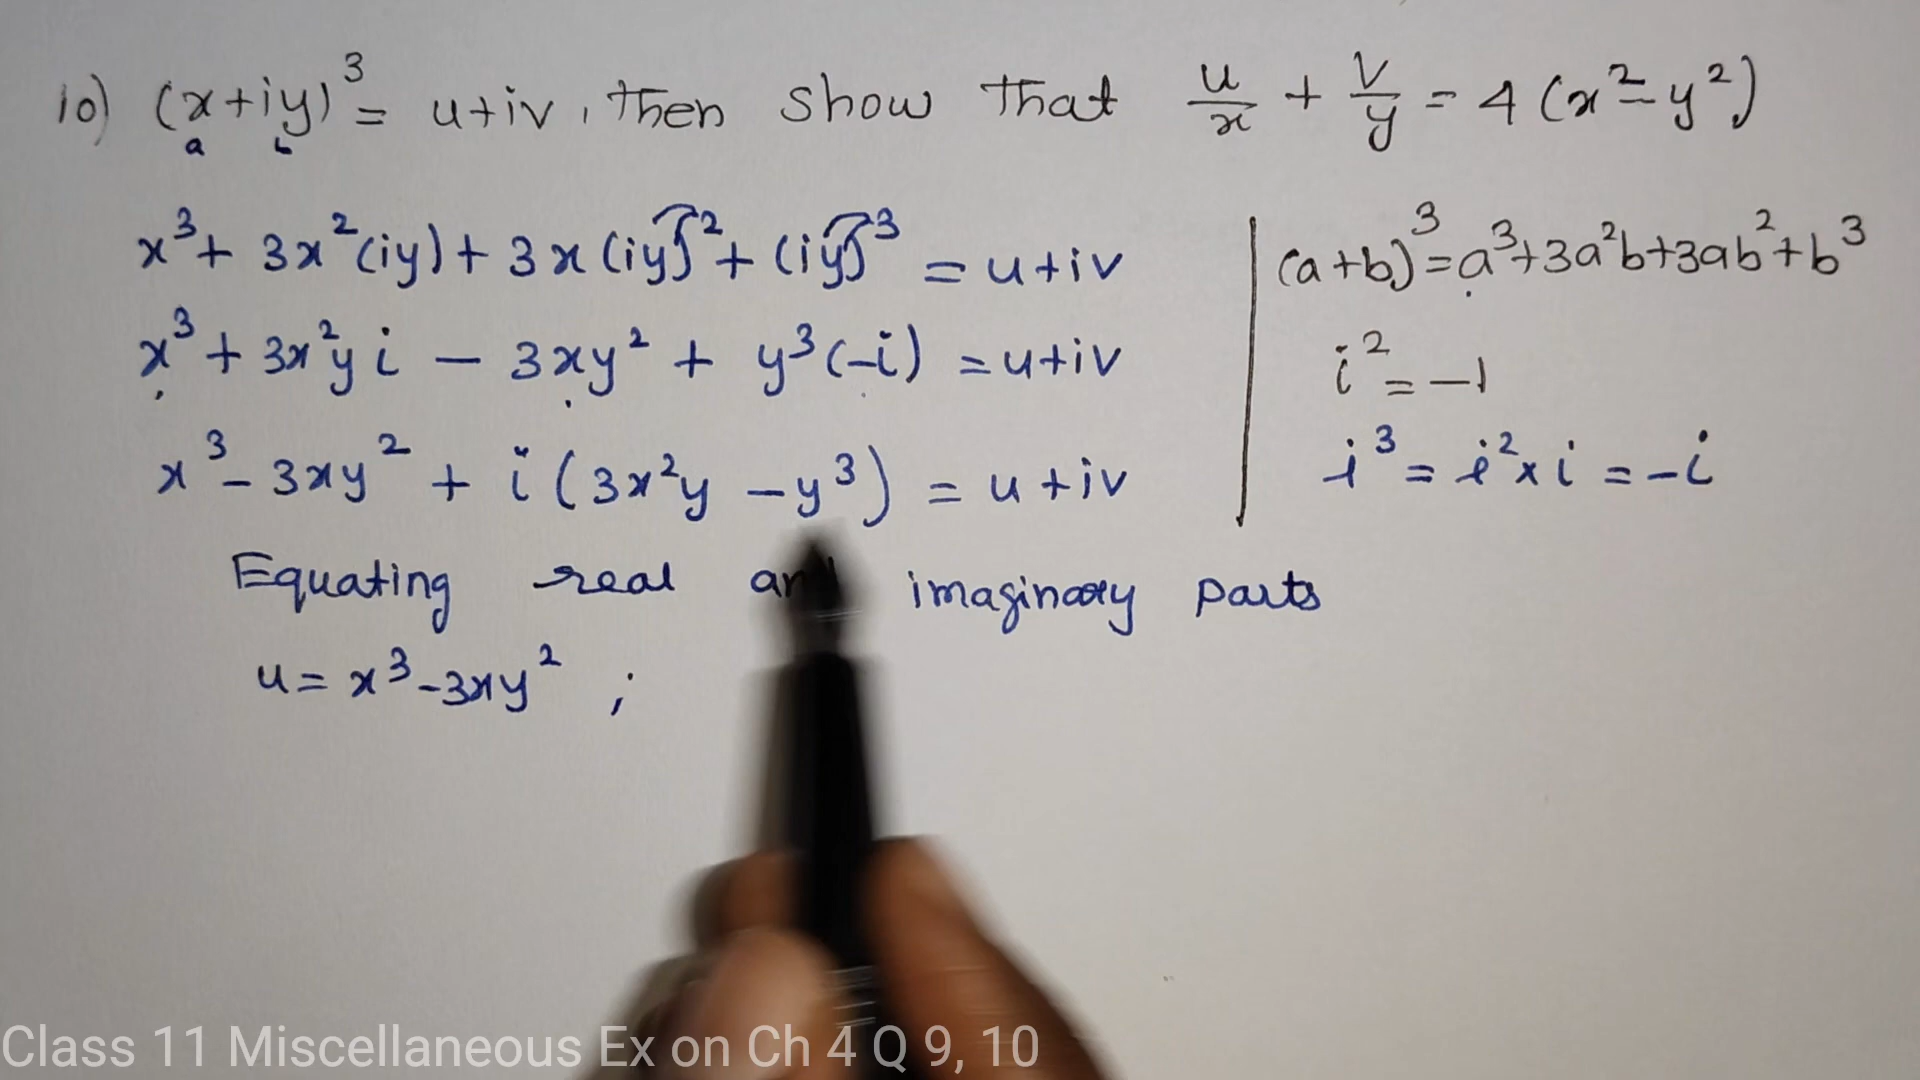 10) (x+iy)³ = u+iv, then show that u/x + v/y = 4(x²-y²)
a b
x³+ 3x²(iy)+ 3x(iy)²+ (iy)³ = u+iv
x³ + 3x²yi - 3xy² + y³(-i) = u+iv
x³ - 3xy² + i(3x²y - y³) = u+iv
Equating real and imaginary parts
u = x³-3xy² ;
(a+b)³=a³+3a²b+3ab²+b³
i² = -1
i³ = i²×i = -i
Class 11 Miscellaneous Ex on Ch 4 Q 9, 10